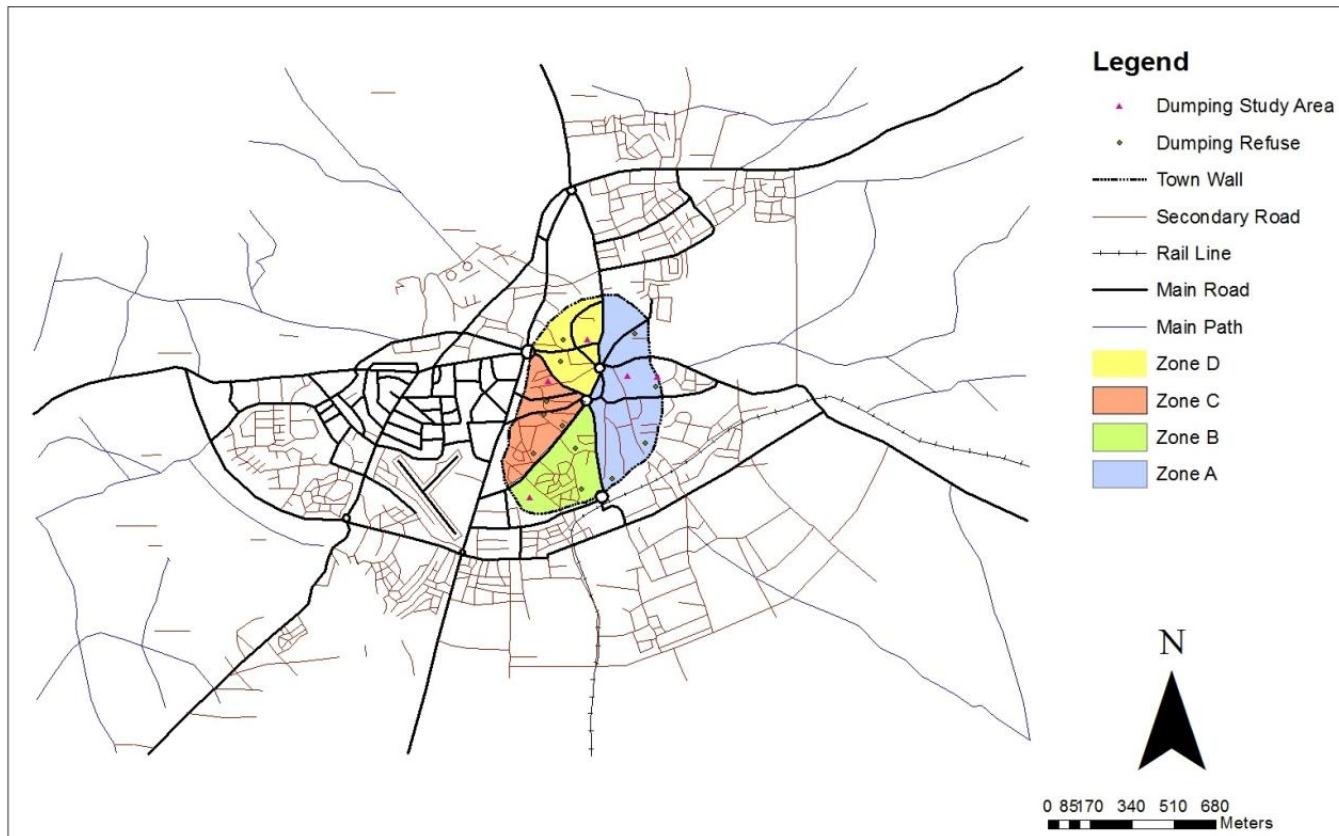 Legend
Dumping Study Area
Dumping Refuse
Town Wall
Secondary Road
Rail Line
Main Road
Main Path
Zone D
Zone C
Zone B
Zone A
N
0 85170 340 510 680
Meters